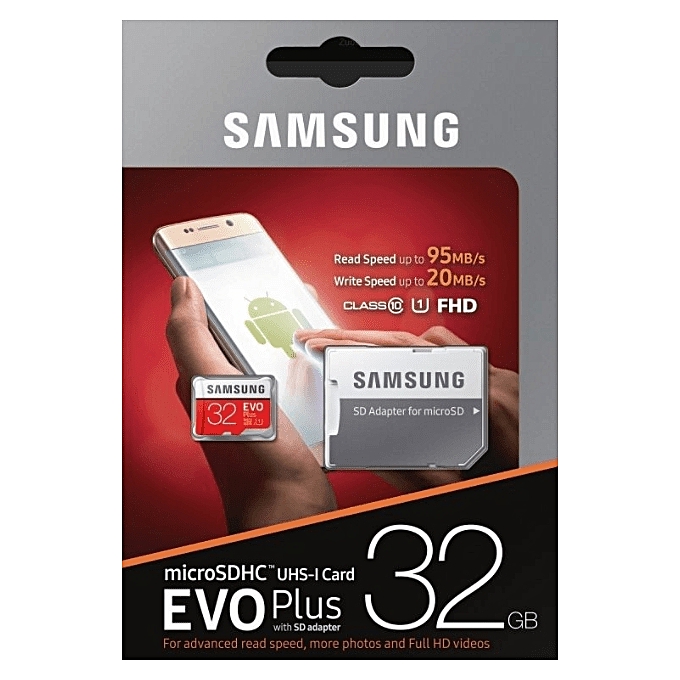 SAMSUNG
Read Speed up to 95MB/s
Write Speed up to 20MB/s
CLASS 10 U1 FHD
SAMSUNG
SD Adapter for microSD
SAMSUNG
32 EVO
Plus
microSDHC™ UHS-I Card
EVO Plus
with SD adapter
32 GB
For advanced read speed, more photos and Full HD videos